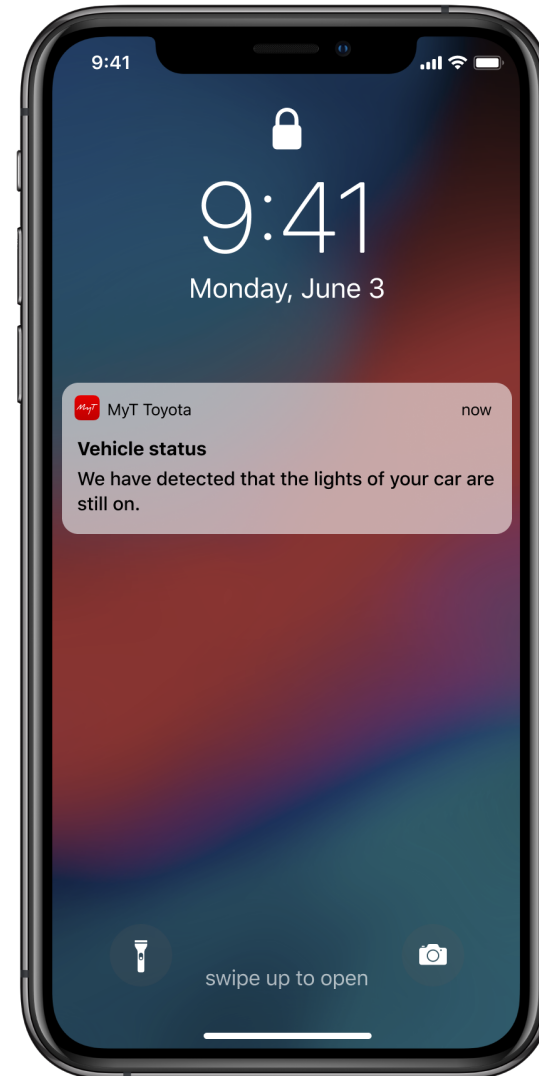 9:41
9:41
Monday, June 3
MyT MyT Toyota now
Vehicle status
We have detected that the lights of your car are
still on.
swipe up to open